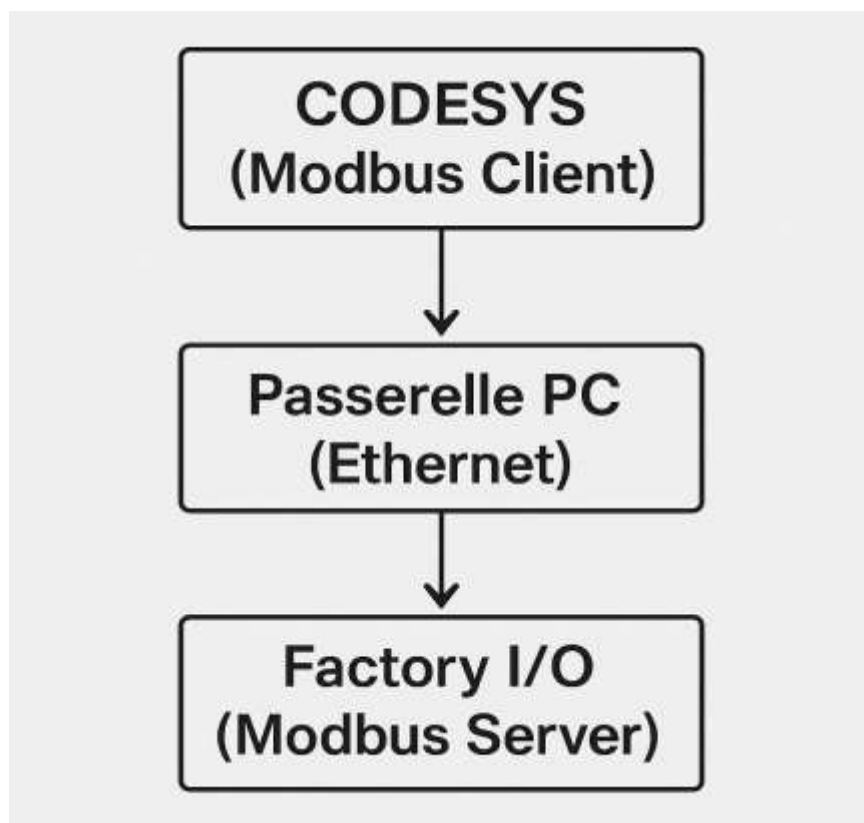 CODESYS
(Modbus Client)
Passerelle PC
(Ethernet)
Factory I/O
(Modbus Server)